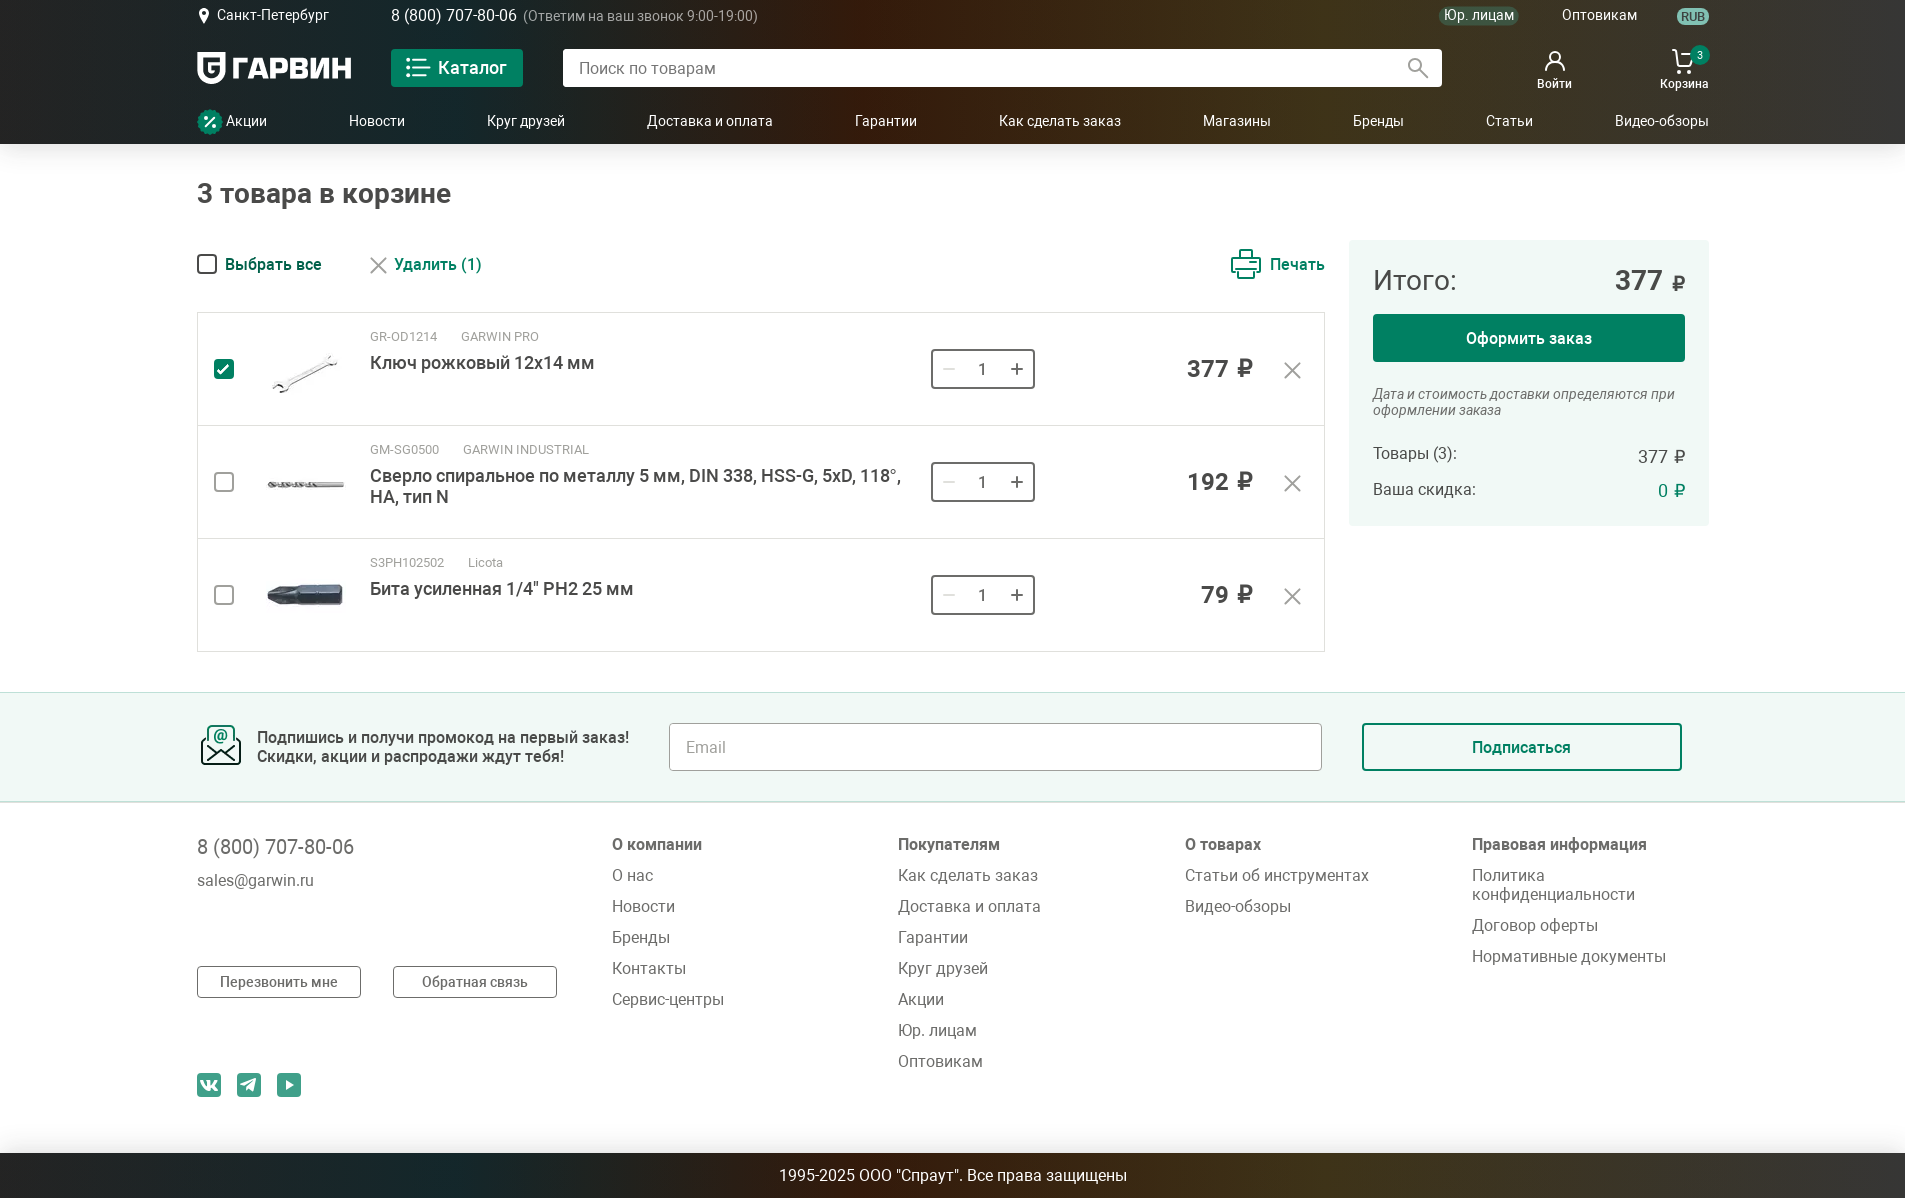 Санкт-Петербург
8 (800) 707-80-06 (Ответим на ваш звонок 9:00-19:00)
Юр. лицам
Оптовикам
RUB
ГАРВИН
Каталог
Поиск по товарам
Войти
3
Корзина
Акции
Новости
Круг друзей
Доставка и оплата
Гарантии
Как сделать заказ
Магазины
Бренды
Статьи
Видео-обзоры
3 товара в корзине
Выбрать все
Удалить (1)
Печать
GR-OD1214 GARWIN PRO
Ключ рожковый 12х14 мм
1
377 ₽
GM-SG0500 GARWIN INDUSTRIAL
Сверло спиральное по металлу 5 мм, DIN 338, HSS-G, 5xD, 118°,
HA, тип N
1
192 ₽
S3PH102502 Licota
Бита усиленная 1/4" PH2 25 мм
1
79 ₽
Итого: 377 ₽
Оформить заказ
Дата и стоимость доставки определяются при
оформлении заказа
Товары (3): 377 ₽
Ваша скидка: 0 ₽
Подпишись и получи промокод на первый заказ!
Скидки, акции и распродажи ждут тебя!
Email
Подписаться
8 (800) 707-80-06
sales@garwin.ru
Перезвонить мне
Обратная связь
О компании
О нас
Новости
Бренды
Контакты
Сервис-центры
Покупателям
Как сделать заказ
Доставка и оплата
Гарантии
Круг друзей
Акции
Юр. лицам
Оптовикам
О товарах
Статьи об инструментах
Видео-обзоры
Правовая информация
Политика
конфиденциальности
Договор оферты
Нормативные документы
1995-2025 ООО "Спраут". Все права защищены